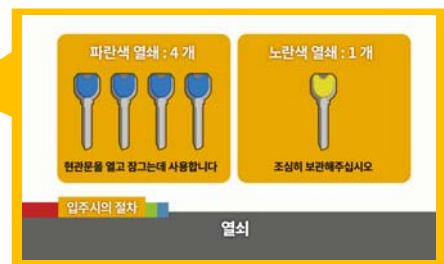 파란색 열쇄 : 4 개
노란색 열쇄 : 1 개
현관문을 열고 잠그는데 사용합니다
조심히 보관해주십시오
입주시의 절차
열쇠